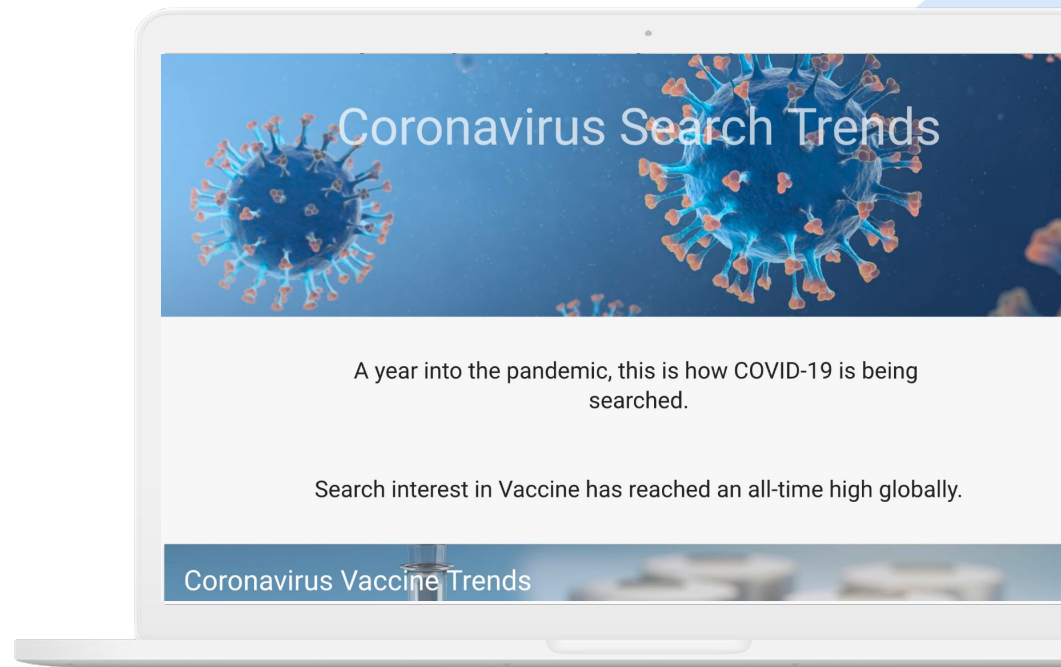 Coronavirus Search Trends
A year into the pandemic, this is how COVID-19 is being
searched.
Search interest in Vaccine has reached an all-time high globally.
Coronavirus Vaccine Trends